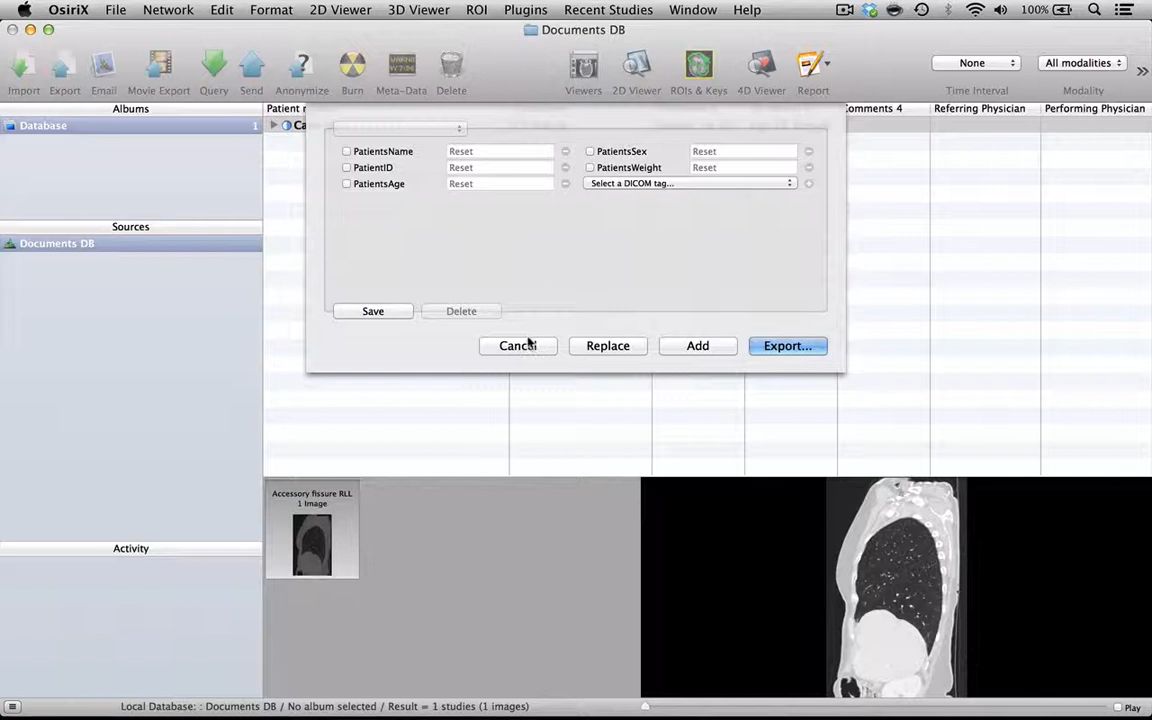 OsiriX File Network Edit Format 2D Viewer 3D Viewer ROI Plugins Recent Studies Window Help 100%
Documents DB
Import Export Email Movie Export Query Send Anonymize Burn Meta-Data Delete Viewers 2D Viewer ROIs & Keys 4D Viewer Report
None
Time Interval
All modalities
Modality
Albums
Database 1
Sources
Documents DB
Activity
Patient Comments 4 Referring Physician Performing Physician
Ca
PatientsName Reset PatientsSex Reset
PatientID Reset PatientsWeight Reset
PatientsAge Reset Select a DICOM tag...
Save Delete
Cancel Replace Add Export...
Accessory fissure RLL
1 Image
Local Database: : Documents DB / No album selected / Result = 1 studies (1 images)
Play